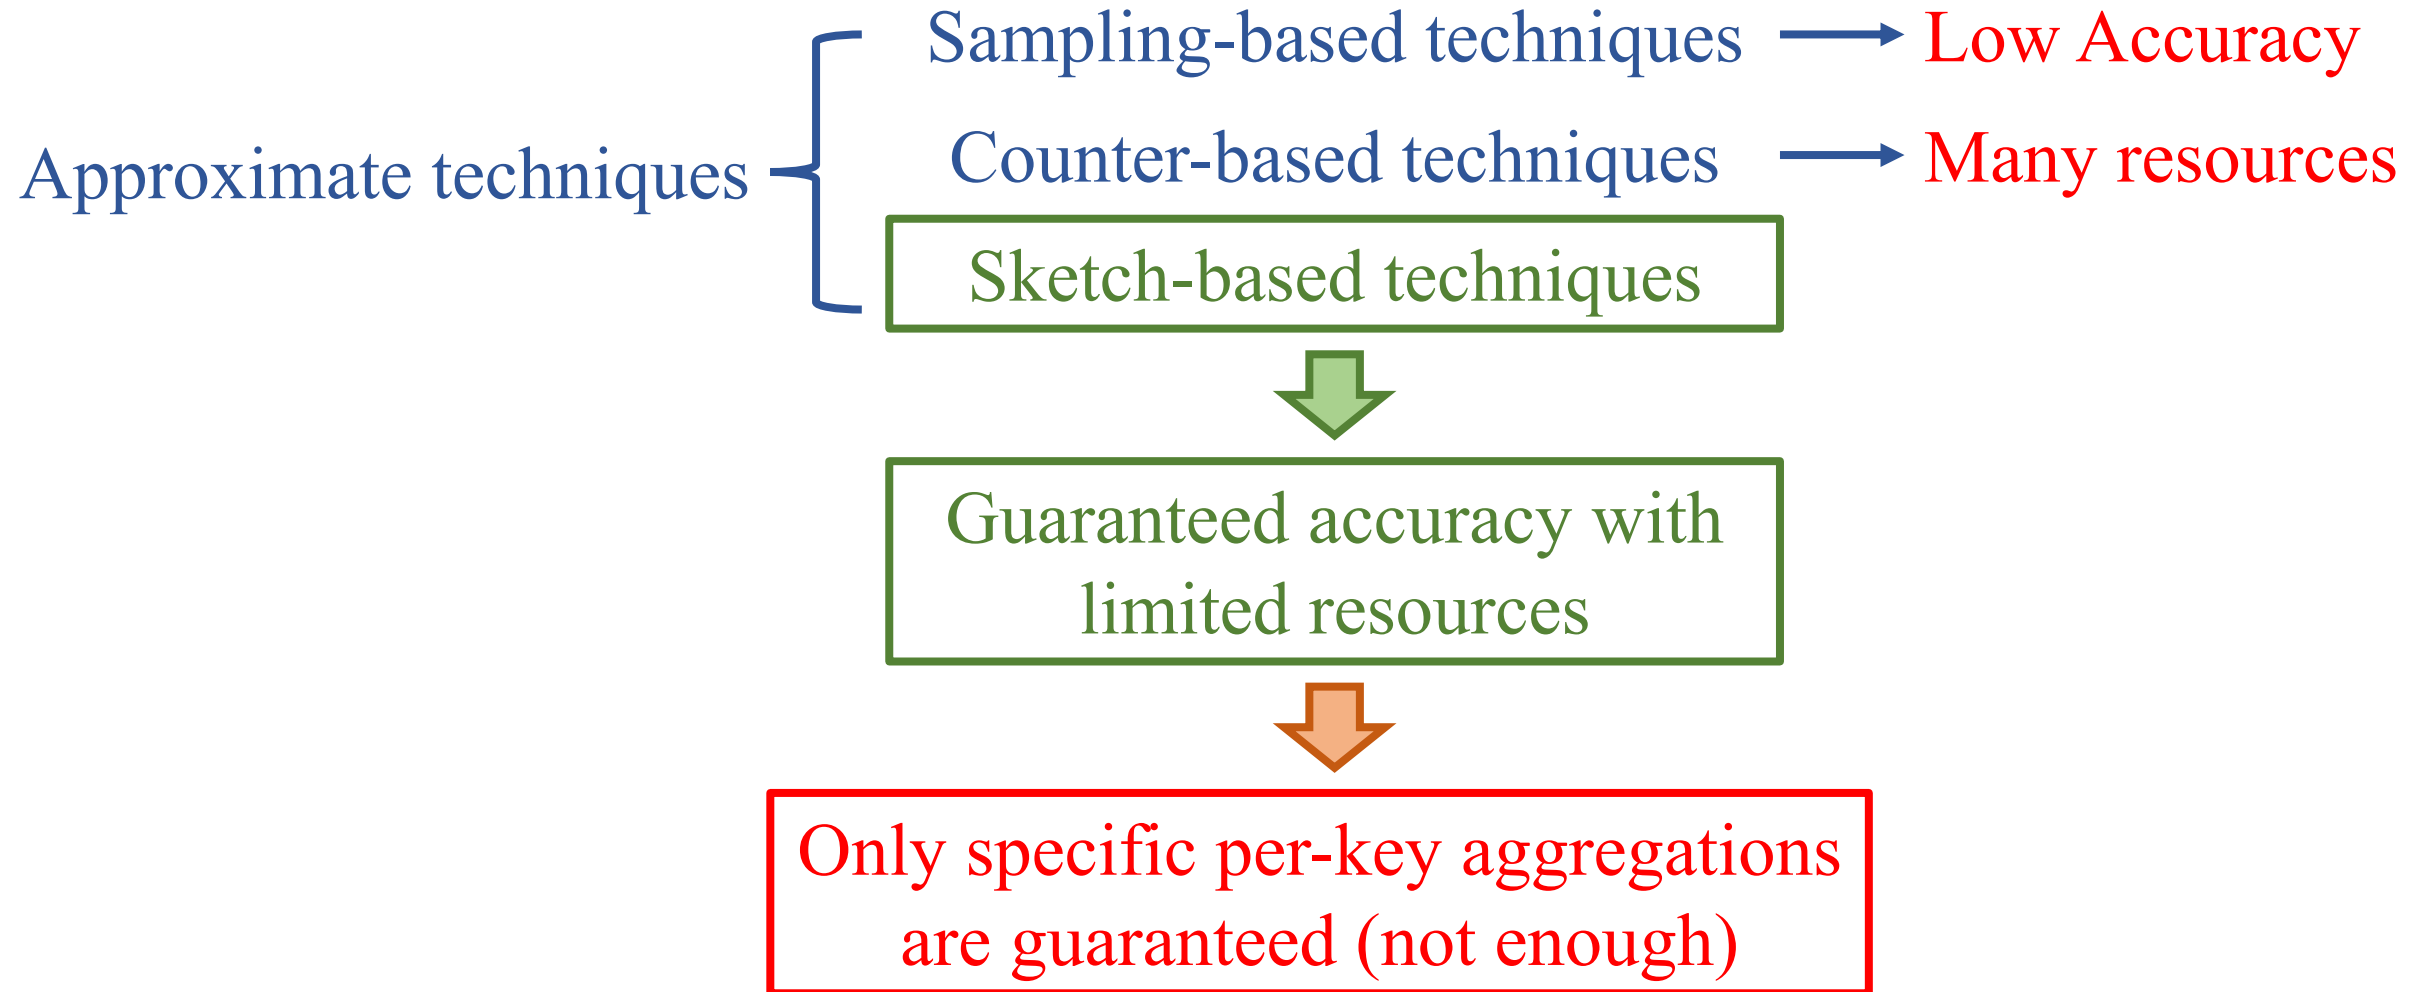 Sampling-based techniques
Low Accuracy
Approximate techniques
Counter-based techniques
Many resources
Sketch-based techniques
Guaranteed accuracy with
limited resources
Only specific per-key aggregations
are guaranteed (not enough)